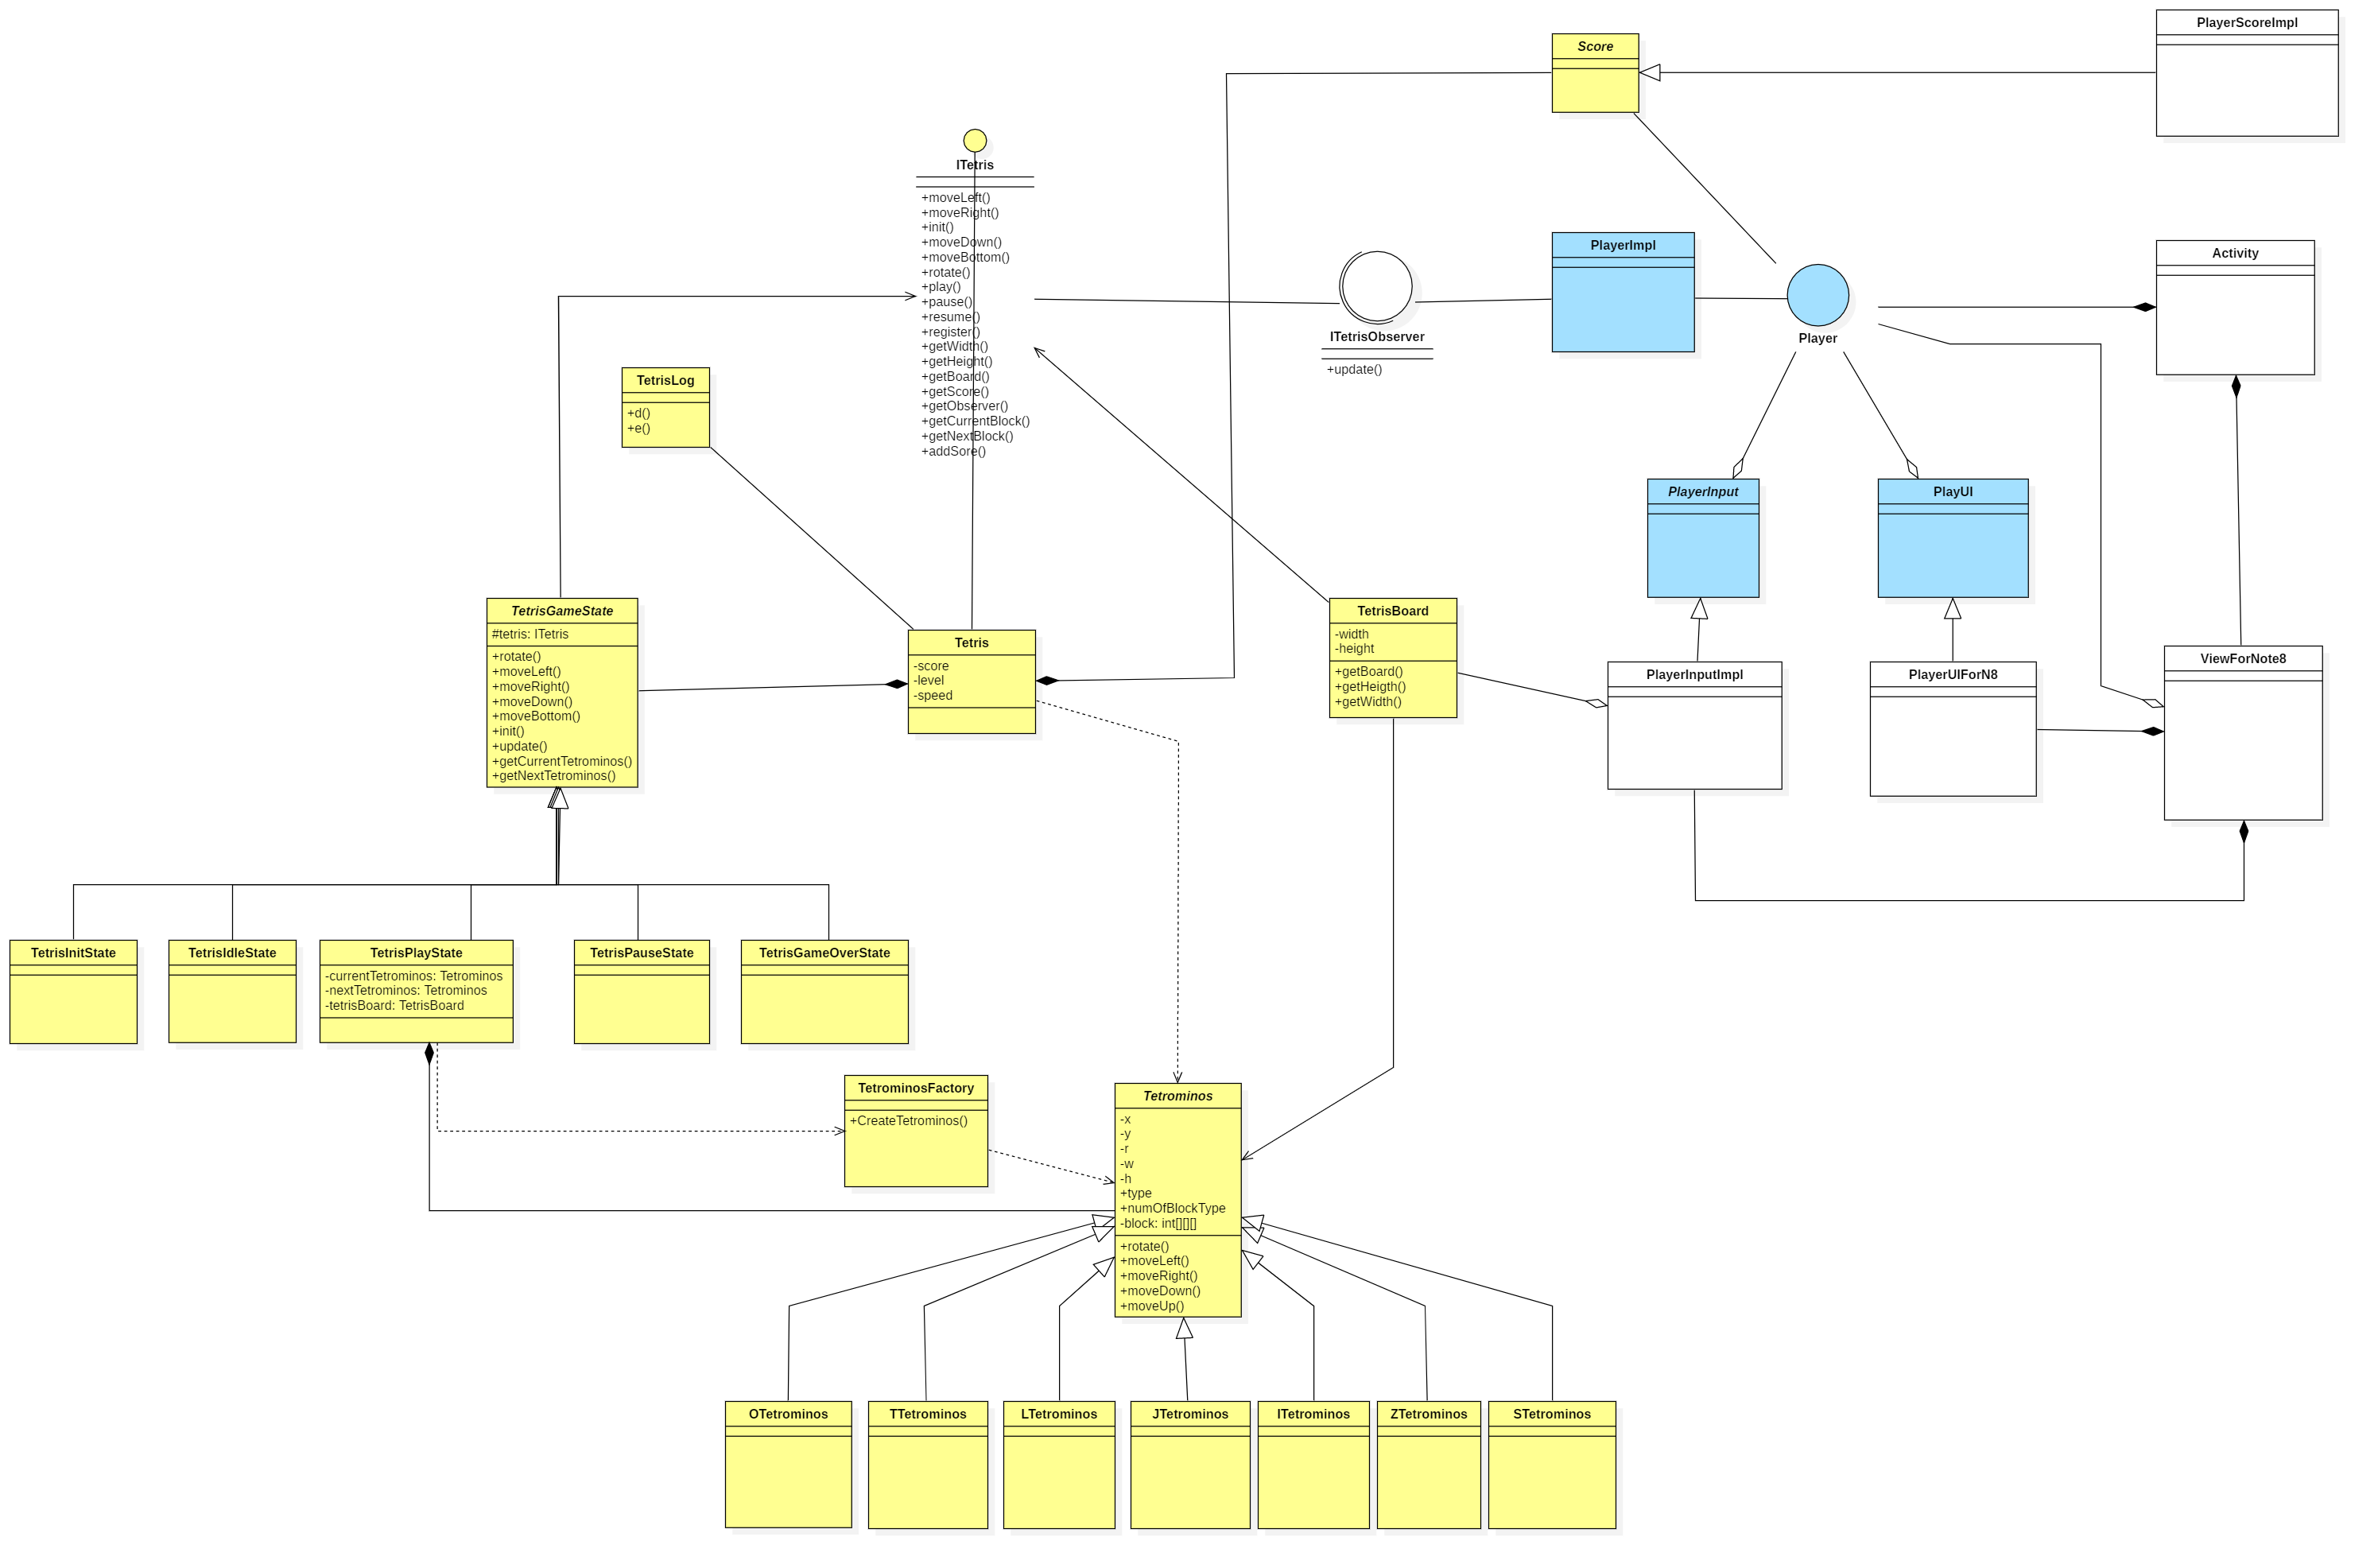 PlayerScoreImpl
Score
ITetris
+moveLeft()
+moveRight()
+init()
+moveDown()
+moveBottom()
+rotate()
+play()
+pause()
+resume()
+register()
+getWidth()
+getHeight()
+getBoard()
+getScore()
+getObserver()
+getCurrentBlock()
+getNextBlock()
+addSore()
ITetrisObserver
+update()
PlayerImpl
Player
Activity
TetrisLog
+d()
+e()
PlayerInput
PlayUI
TetrisGameState
#tetris: ITetris
+rotate()
+moveLeft()
+moveRight()
+moveDown()
+moveBottom()
+init()
+update()
+getCurrentTetrominos()
+getNextTetrominos()
Tetris
-score
-level
-speed
TetrisBoard
-width
-height
+getBoard()
+getHeigth()
+getWidth()
PlayerInputImpl
PlayerUIForN8
ViewForNote8
TetrisInitState
TetrisIdleState
TetrisPlayState
-currentTetrominos: Tetrominos
-nextTetrominos: Tetrominos
-tetrisBoard: TetrisBoard
TetrisPauseState
TetrisGameOverState
TetrominosFactory
+CreateTetrominos()
Tetrominos
-x
-y
-r
-w
-h
+type
+numOfBlockType
-block: int[][][]
+rotate()
+moveLeft()
+moveRight()
+moveDown()
+moveUp()
OTetrominos
TTetrominos
LTetrominos
JTetrominos
ITetrominos
ZTetrominos
STetrominos